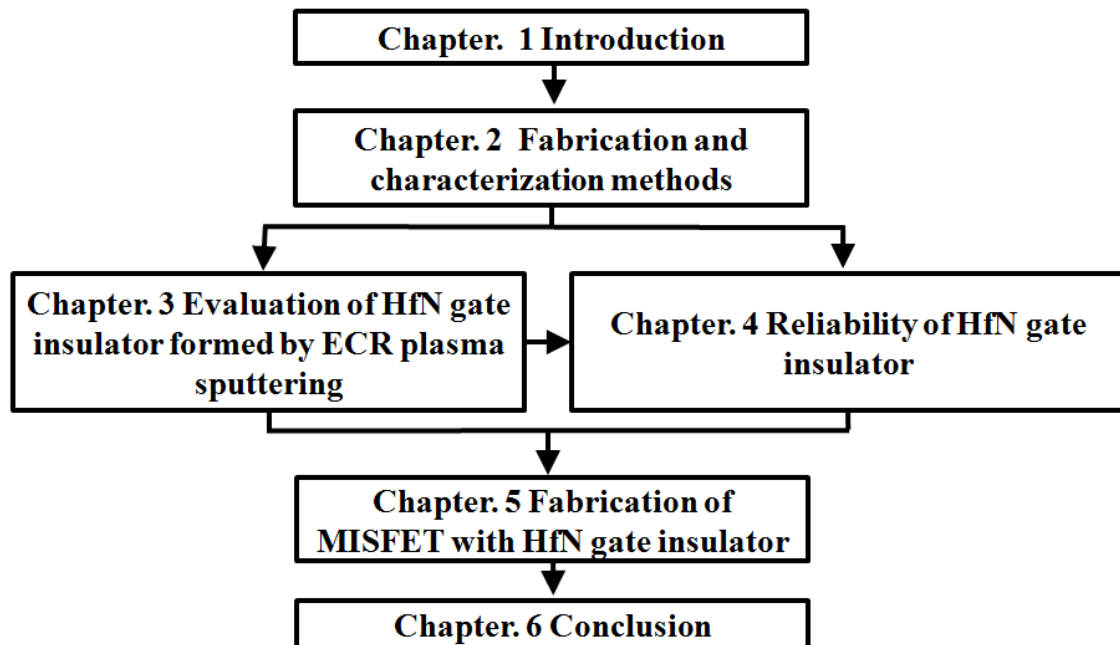 Chapter. 1 Introduction
Chapter. 2 Fabrication and
characterization methods
Chapter. 3 Evaluation of HfN gate
insulator formed by ECR plasma
sputtering
Chapter. 4 Reliability of HfN gate
insulator
Chapter. 5 Fabrication of
MISFET with HfN gate insulator
Chapter. 6 Conclusion